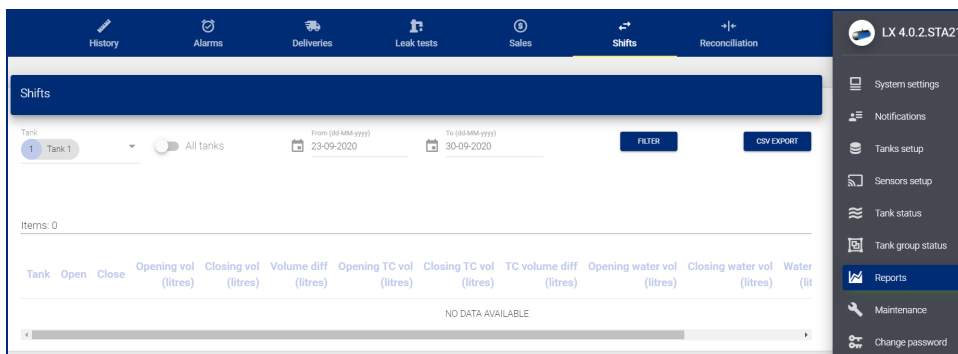 History Alarms Deliveries Leak tests Sales Shifts Reconciliation
LX 4.0.2.STA21
Shifts
Tank From (dd-MM-yyyy) To (dd-MM-yyyy)
1 Tank 1 All tanks 23-09-2020 30-09-2020 FILTER CSV EXPORT
Items: 0
Tank Open Close Opening vol Closing vol Volume diff Opening TC vol Closing TC vol TC volume diff Opening water vol Closing water vol Water
(litres) (litres) (litres) (litres) (litres) (litres) (litres) (litres) (lit
NO DATA AVAILABLE
System settings
Notifications
Tanks setup
Sensors setup
Tank status
Tank group status
Reports
Maintenance
Change password